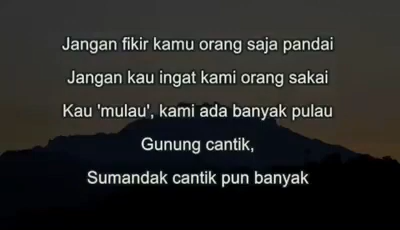 Jangan fikir kamu orang saja pandai
Jangan kau ingat kami orang sakai
Kau 'mulau', kami ada banyak pulau
Gunung cantik,
Sumandak cantik pun banyak